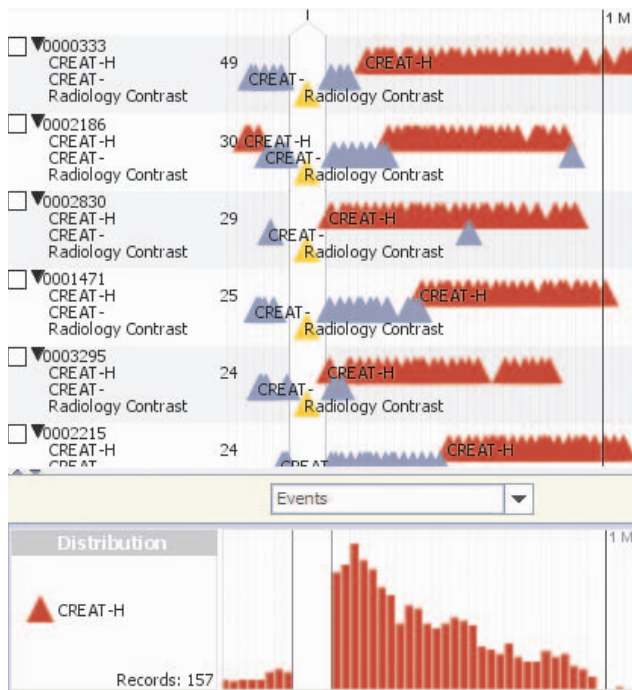 I
1 M
0000333
CREAT-H 49 CREAT-H
CREAT- CREAT-
Radiology Contrast
0002186
CREAT-H 30 CREAT-H
CREAT- CREAT-
Radiology Contrast Radiology Contrast
0002830
CREAT-H 29 CREAT-H
CREAT- CREAT-
Radiology Contrast Radiology Contrast
0001471
CREAT-H 25 CREAT-H
CREAT- CREAT-
Radiology Contrast Radiology Contrast
0003295
CREAT-H 24 CREAT-H
CREAT- CREAT-
Radiology Contrast Radiology Contrast
0002215
CREAT-H 24 CREAT-H
CREAT- CREAT
Events
Distribution
1 M
CREAT-H
Records: 157